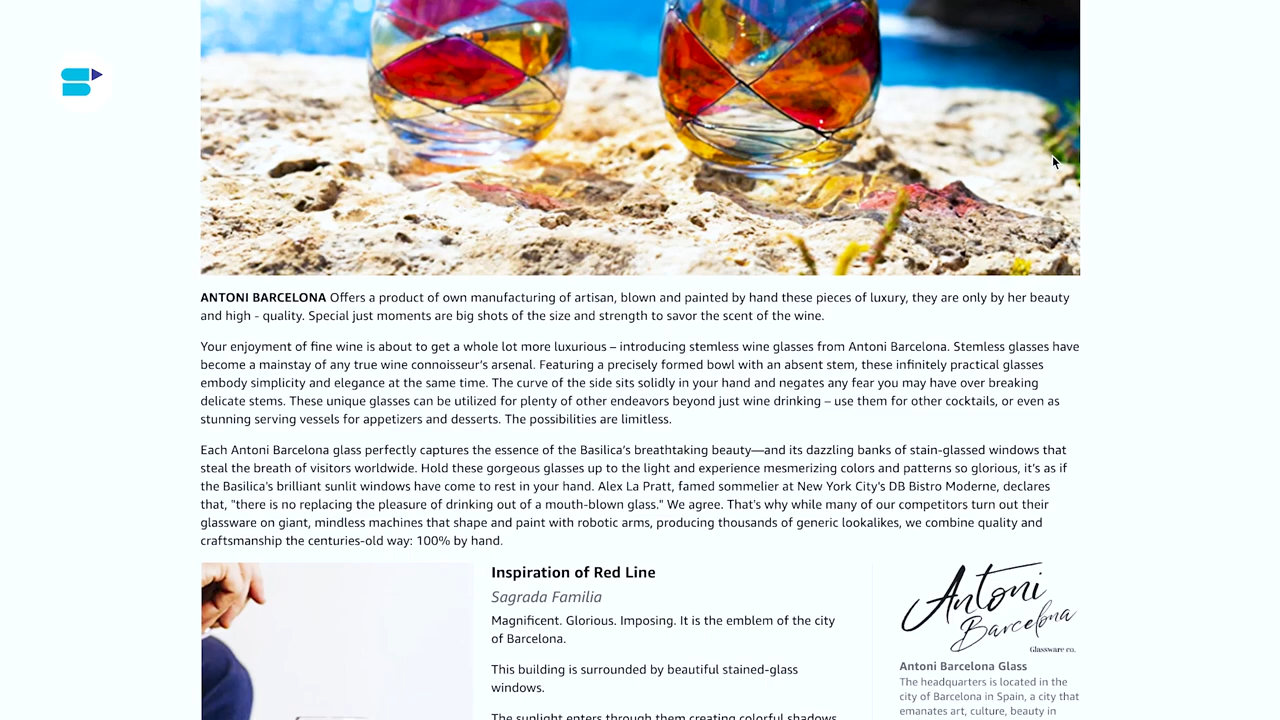 ANTONI BARCELONA Offers a product of own manufacturing of artisan, blown and painted by hand these pieces of luxury, they are only by her beauty
and high - quality. Special just moments are big shots of the size and strength to savor the scent of the wine.
Your enjoyment of fine wine is about to get a whole lot more luxurious – introducing stemless wine glasses from Antoni Barcelona. Stemless glasses have
become a mainstay of any true wine connoisseur's arsenal. Featuring a precisely formed bowl with an absent stem, these infinitely practical glasses
embody simplicity and elegance at the same time. The curve of the side sits solidly in your hand and negates any fear you may have over breaking
delicate stems. These unique glasses can be utilized for plenty of other endeavors beyond just wine drinking – use them for other cocktails, or even as
stunning serving vessels for appetizers and desserts. The possibilities are limitless.
Each Antoni Barcelona glass perfectly captures the essence of the Basilica's breathtaking beauty—and its dazzling banks of stain-glassed windows that
steal the breath of visitors worldwide. Hold these gorgeous glasses up to the light and experience mesmerizing colors and patterns so glorious, it's as if
the Basilica's brilliant sunlit windows have come to rest in your hand. Alex La Pratt, famed sommelier at New York City's DB Bistro Moderne, declares
that, "there is no replacing the pleasure of drinking out of a mouth-blown glass." We agree. That's why while many of our competitors turn out their
glassware on giant, mindless machines that shape and paint with robotic arms, producing thousands of generic lookalikes, we combine quality and
craftsmanship the centuries-old way: 100% by hand.
Inspiration of Red Line
Sagrada Familia
Magnificent. Glorious. Imposing. It is the emblem of the city
of Barcelona.
This building is surrounded by beautiful stained-glass
windows.
The sunlight enters through them creating colorful shadows
Antoni
Barcelona
Glassware co.
Antoni Barcelona Glass
The headquarters is located in the
city of Barcelona in Spain, a city that
emanates art, culture, beauty in